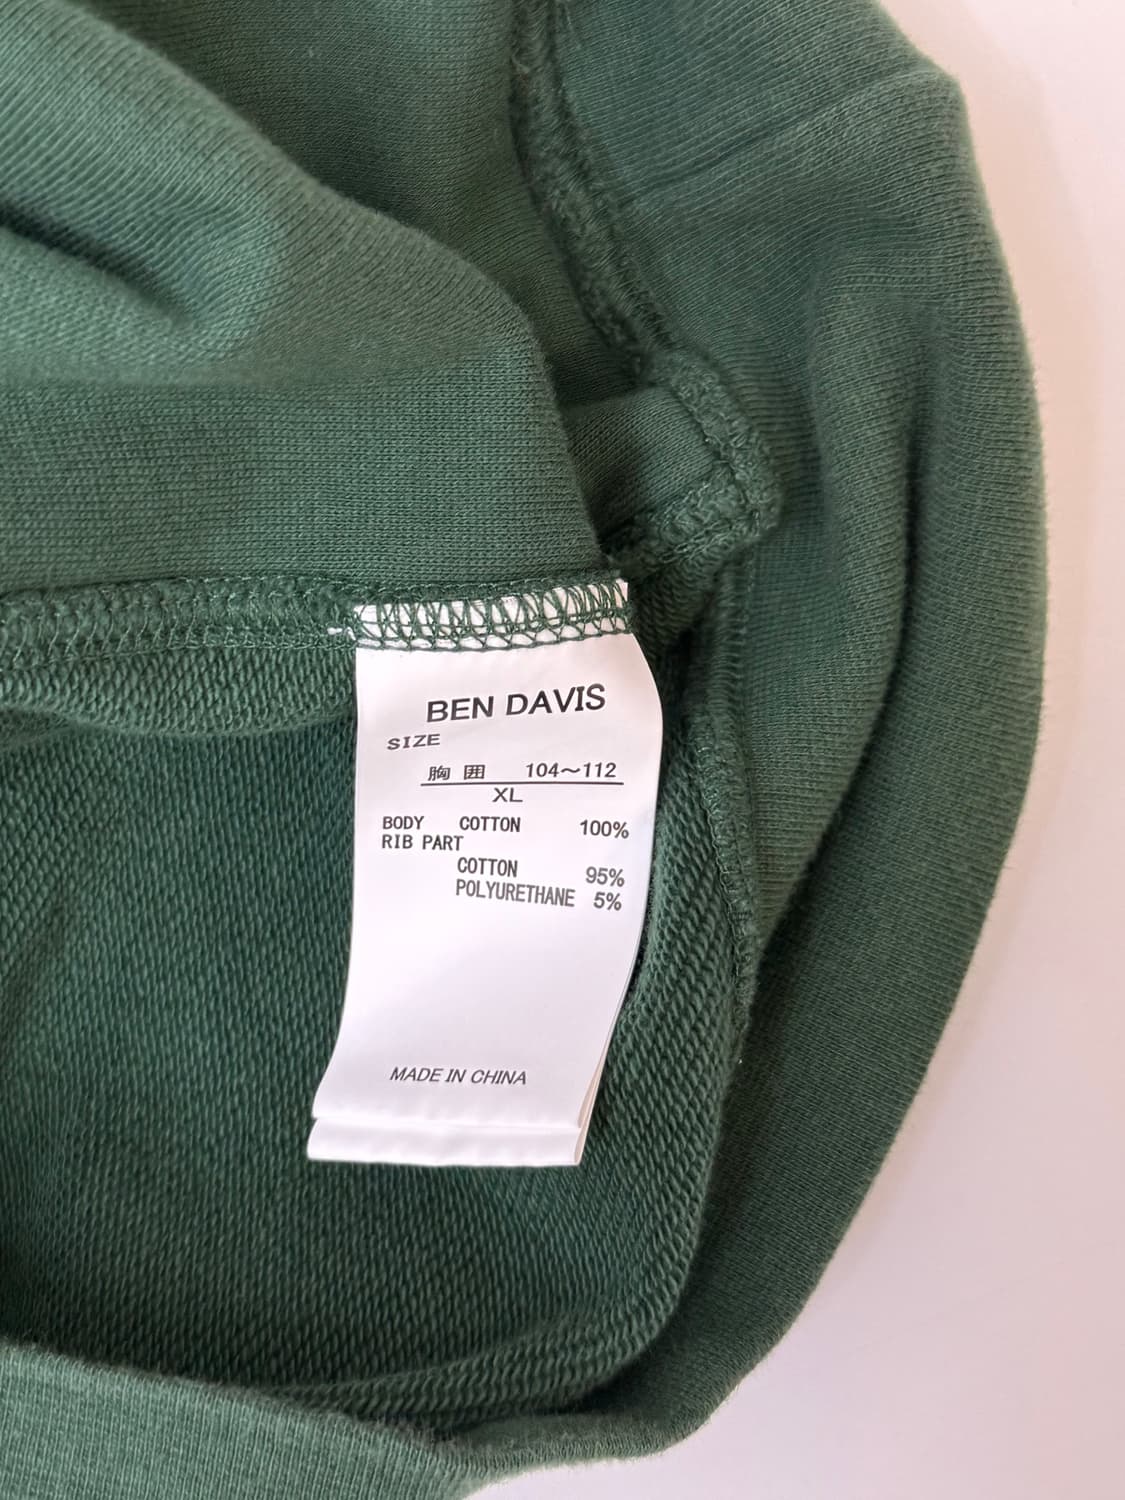 BEN DAVIS
SIZE
胸 囲 104～112
XL
BODY COTTON 100%
RIB PART
COTTON 95%
POLYURETHANE 5%
MADE IN CHINA